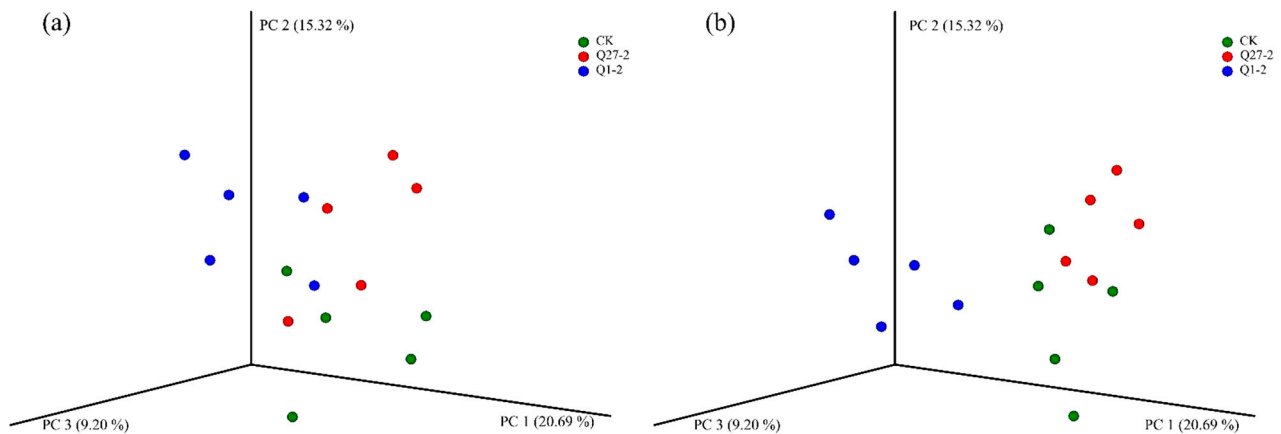 (a)
PC 2 (15.32 %)
CK
Q27-2
Q1-2
PC 3 (9.20 %)
PC 1 (20.69 %)
(b)
PC 2 (15.32 %)
CK
Q27-2
Q1-2
PC 3 (9.20 %)
PC 1 (20.69 %)